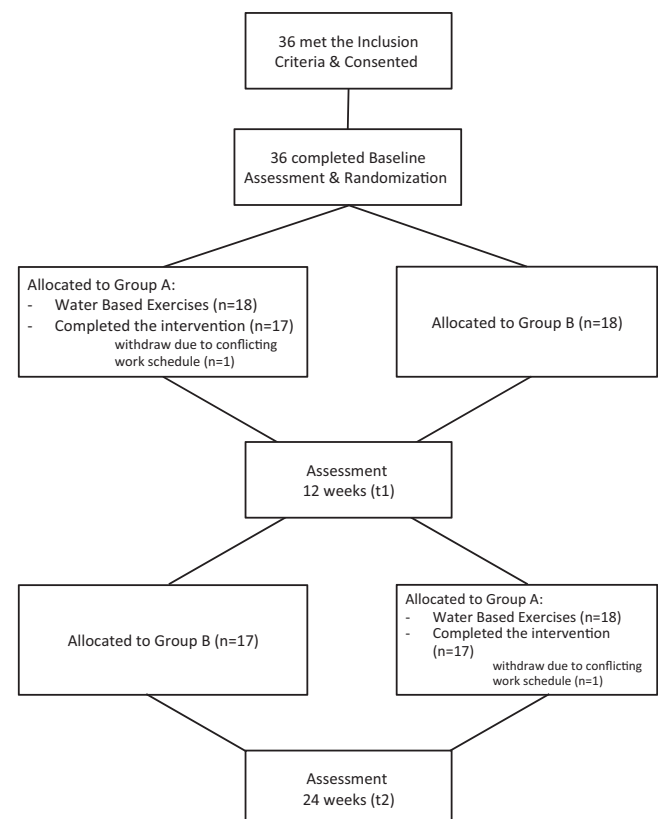 36 met the Inclusion
Criteria & Consented
36 completed Baseline
Assessment & Randomization
Allocated to Group A:
- Water Based Exercises (n=18)
- Completed the intervention (n=17)
withdraw due to conflicting
work schedule (n=1)
Allocated to Group B (n=18)
Assessment
12 weeks (t1)
Allocated to Group B (n=17)
Allocated to Group A:
- Water Based Exercises (n=18)
- Completed the intervention
(n=17)
withdraw due to conflicting
work schedule (n=1)
Assessment
24 weeks (t2)